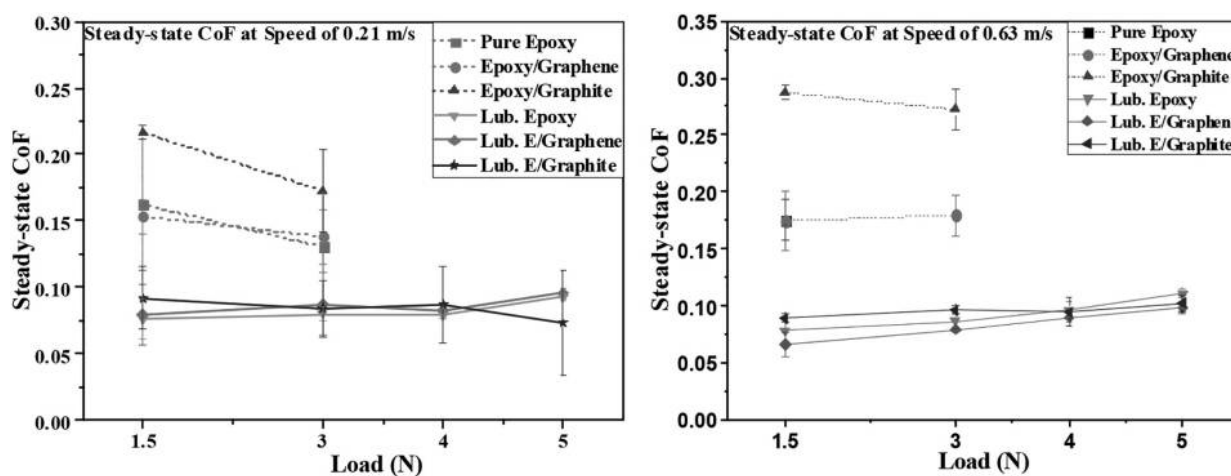 Steady-state CoF at Speed of 0.21 m/s
Pure Epoxy
Epoxy/Graphene
Epoxy/Graphite
Lub. Epoxy
Lub. E/Graphene
Lub. E/Graphite
0.30
0.25
0.20
0.15
0.10
0.05
0.00
Steady-state CoF
1.5
3
4
5
Load (N)
Steady-state CoF at Speed of 0.63 m/s
Pure Epoxy
Epoxy/Graphene
Epoxy/Graphite
Lub. Epoxy
Lub. E/Graphen
Lub. E/Graphite
0.35
0.30
0.25
0.20
0.15
0.10
0.05
0.00
Steady-state CoF
1.5
3
4
5
Load (N)